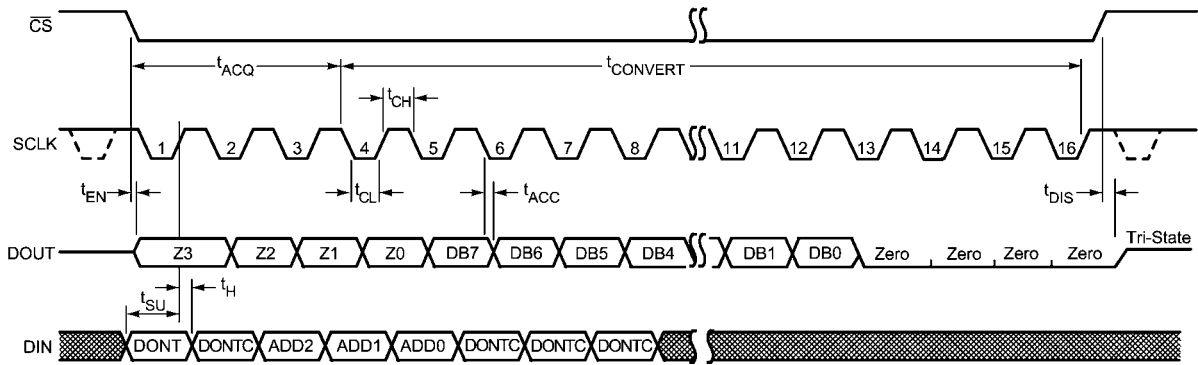 CS
tACQ
tCONVERT
tCH
SCLK
1 2 3 4 5 6 7 8 11 12 13 14 15 16
tEN
tCL
tACC
tDIS
Tri-State
DOUT
Z3 Z2 Z1 Z0 DB7 DB6 DB5 DB4 DB1 DB0 Zero Zero Zero Zero
tSU
tH
DIN
DONT DONTC ADD2 ADD1 ADD0 DONTC DONTC DONTC